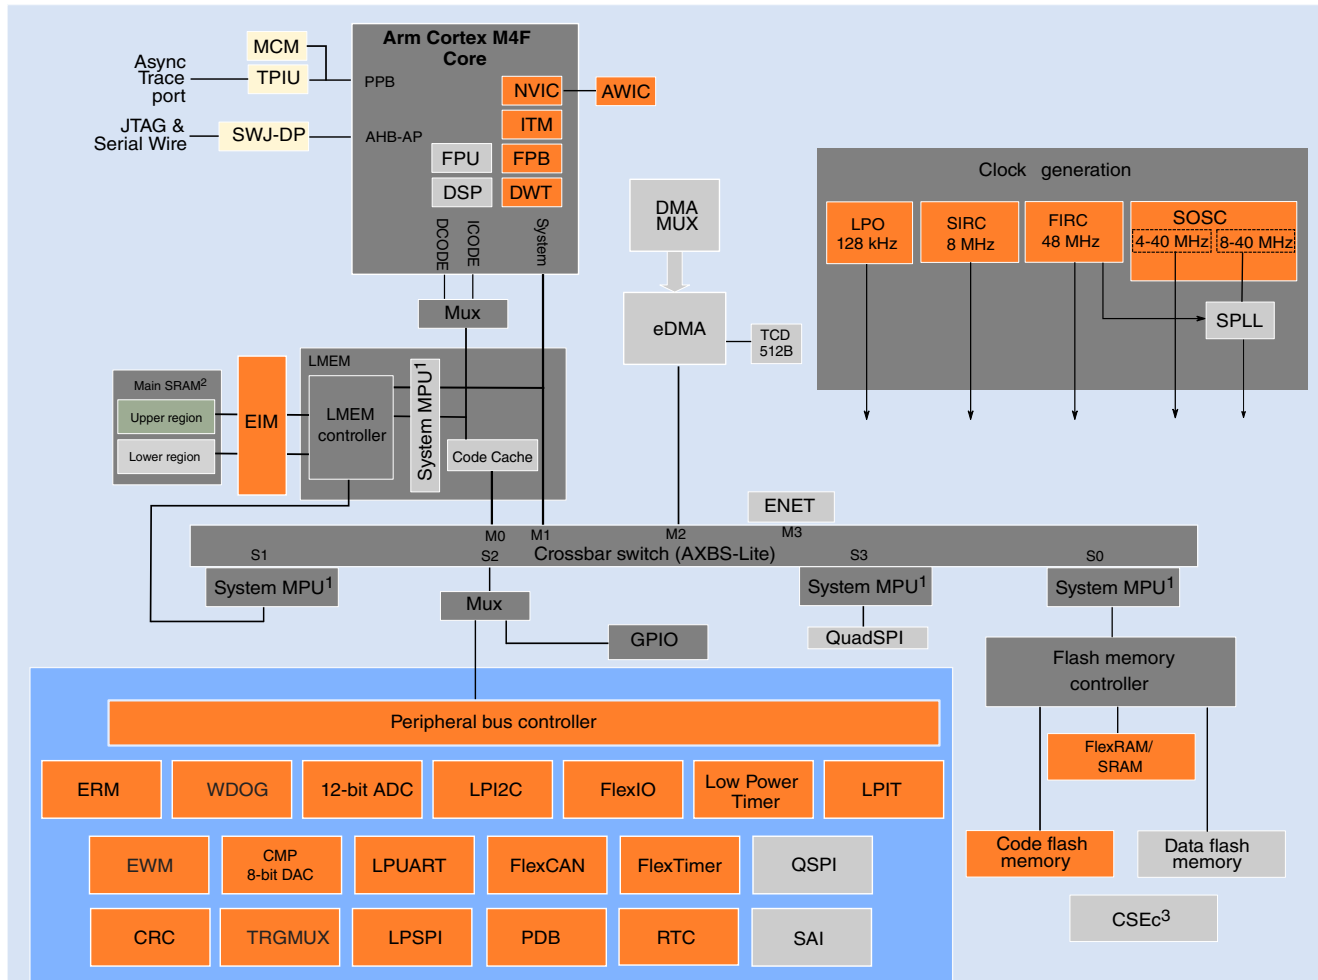 Arm Cortex M4F
Core
MCM
Async
Trace
port
TPIU
PPB
NVIC
AWIC
ITM
JTAG &
Serial Wire
SWJ-DP
AHB-AP
FPU
FPB
DSP
DWT
DCODE
ICODE
System
Mux
DMA
MUX
eDMA
TCD
512B
Clock generation
LPO
128 kHz
SIRC
8 MHz
FIRC
48 MHz
SOSC
4-40 MHz
8-40 MHz
SPLL
LMEM
Main SRAM2
Upper region
Lower region
EIM
LMEM
controller
System MPU1
Code Cache
ENET
M0
M1
M2
M3
Crossbar switch (AXBS-Lite)
S1
S2
S3
S0
System MPU1
Mux
System MPU1
System MPU1
GPIO
QuadSPI
Flash memory
controller
Peripheral bus controller
FlexRAM/
SRAM
ERM
WDOG
12-bit ADC
LPI2C
FlexIO
Low Power
Timer
LPIT
EWM
CMP
8-bit DAC
LPUART
FlexCAN
FlexTimer
QSPI
Code flash
memory
Data flash
memory
CRC
TRGMUX
LPSPI
PDB
RTC
SAI
CSEc3